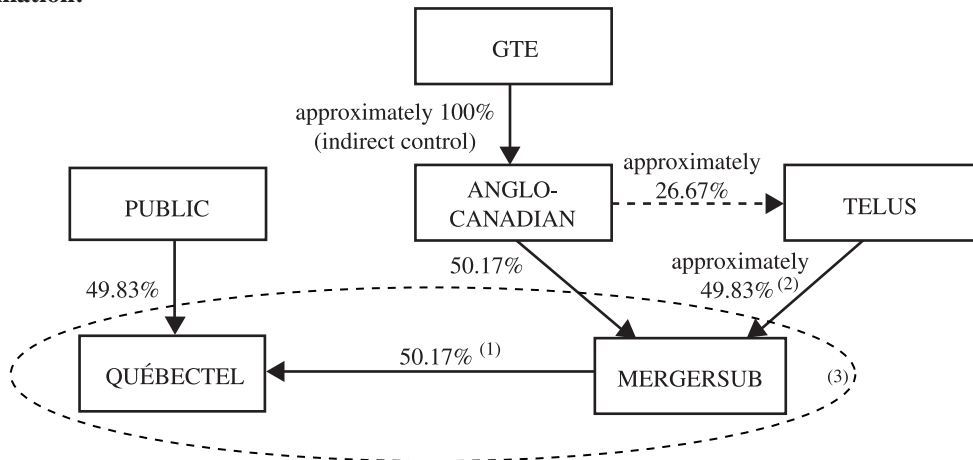 GTE
approximately 100%
(indirect control)
ANGLO-
CANADIAN
approximately
26.67%
TELUS
PUBLIC
50.17%
approximately
49.83% (2)
49.83%
QUÉBECTEL
50.17% (1)
MERGERSUB
(3)